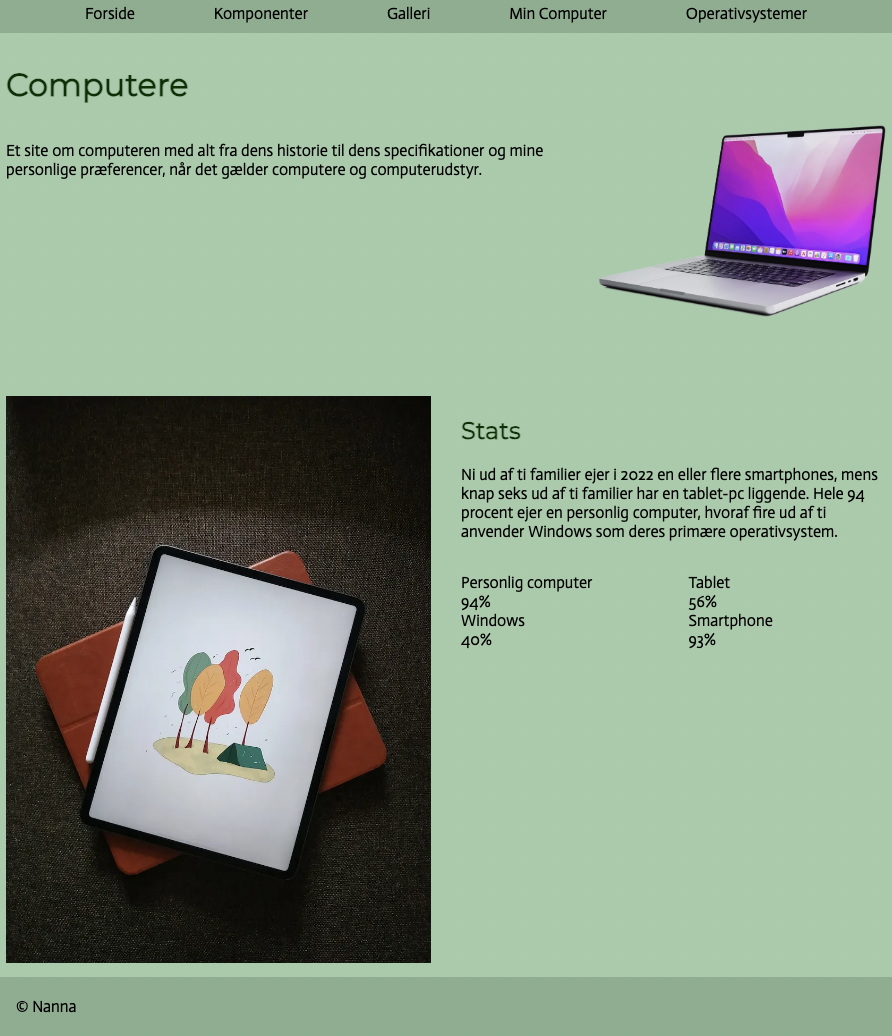 Forside Komponenter Galleri Min Computer Operativsystemer
Computere
Et site om computeren med alt fra dens historie til dens specifikationer og mine
personlige præferencer, når det gælder computere og computerudstyr.
Stats
Ni ud af ti familier ejer i 2022 en eller flere smartphones, mens
knap seks ud af ti familier har en tablet-pc liggende. Hele 94
procent ejer en personlig computer, hvoraf fire ud af ti
anvender Windows som deres primære operativsystem.
Personlig computer Tablet
94% 56%
Windows Smartphone
40% 93%
© Nanna